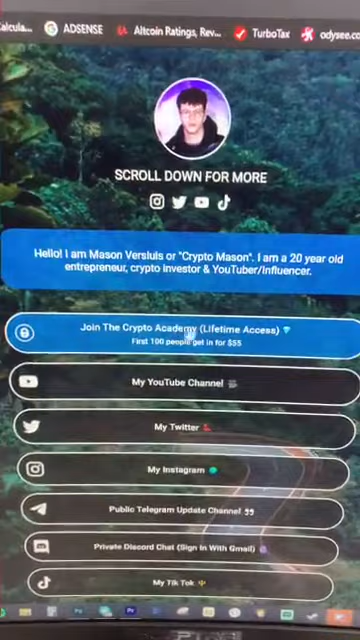 Calcula... ADSENSE Altcoin Ratings, Rev... TurboTax odysee.co
SCROLL DOWN FOR MORE
Hello! I am Mason Versluis or "Crypto Mason". I am a 20 year old
entrepreneur, crypto investor & YouTuber/Influencer.
Join The Crypto Academy (Lifetime Access)
First 100 people get in for $55
My YouTube Channel
My Twitter
My Instagram
Public Telegram Update Channel
Private Discord Chat (Sign In With Gmail)
My Tik Tok